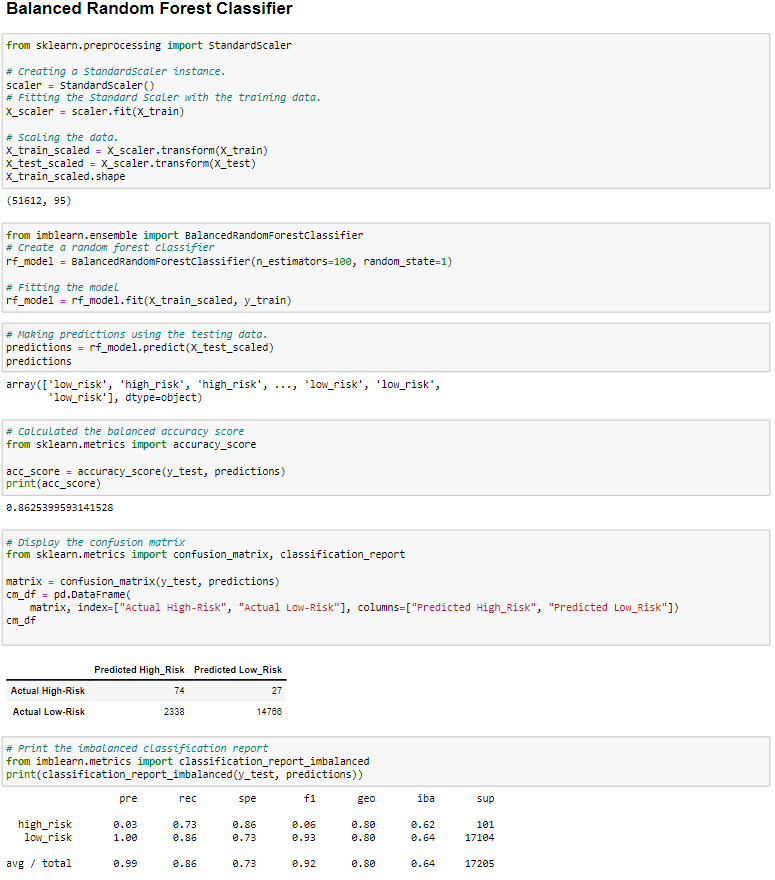 Balanced Random Forest Classifier
from sklearn.preprocessing import StandardScaler
# Creating a StandardScaler instance.
scaler = StandardScaler()
# Fitting the Standard Scaler with the training data.
X_scaler = scaler.fit(X_train)
# Scaling the data.
X_train_scaled = X_scaler.transform(X_train)
X_test_scaled = X_scaler.transform(X_test)
X_train_scaled.shape
(51612, 95)
from imblearn.ensemble import BalancedRandomForestClassifier
# Create a random forest classifier
rf_model = BalancedRandomForestClassifier(n_estimators=100, random_state=1)
# Fitting the model
rf_model = rf_model.fit(X_train_scaled, y_train)
# Making predictions using the testing data.
predictions = rf_model.predict(X_test_scaled)
predictions
array(['low_risk', 'high_risk', 'high_risk', ..., 'low_risk', 'low_risk',
'low_risk'], dtype=object)
# Calculated the balanced accuracy score
from sklearn.metrics import accuracy_score
acc_score = accuracy_score(y_test, predictions)
print(acc_score)
0.8625399593141528
# Display the confusion matrix
from sklearn.metrics import confusion_matrix, classification_report
matrix = confusion_matrix(y_test, predictions)
cm_df = pd.DataFrame(
matrix, index=["Actual High-Risk", "Actual Low-Risk"], columns=["Predicted High_Risk", "Predicted Low_Risk"])
cm_df
Predicted High_Risk Predicted Low_Risk
Actual High-Risk 74 27
Actual Low-Risk 2338 14766
# Print the imbalanced classification report
from imblearn.metrics import classification_report_imbalanced
print(classification_report_imbalanced(y_test, predictions))
pre rec spe f1 geo iba sup
high_risk 0.03 0.73 0.86 0.06 0.80 0.62 101
low_risk 1.00 0.86 0.73 0.93 0.80 0.64 17104
avg / total 0.99 0.86 0.73 0.92 0.80 0.64 17205